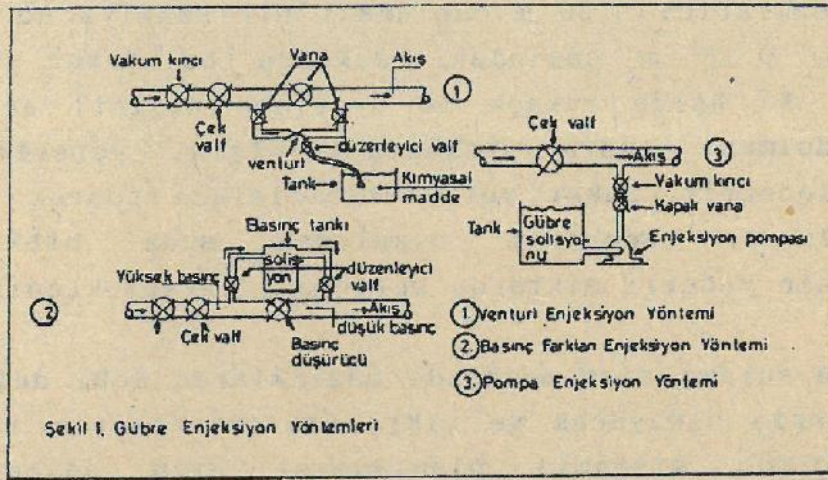 Vakum kırıcı
Vana
Akış
1
Çek valf
venturi
düzenleyici valf
Tank
Kimyasal madde
Basınç tankı
solis yon
düzenleyici valf
Yüksek basınç
2
Akış
Çek valf
düşük basınç
Basınç düşürücü
Çek valf
Akış
3
Vakum kırıcı
Kapak vana
Tank
Gübre solisyo nu
Enjeksiyon pompası
1 Venturi Enjeksiyon Yöntemi
2. Basınç Farkları Enjeksiyon Yöntemi
3. Pompa Enjeksiyon Yöntemi
Şekil 1. Gübre Enjeksiyon Yöntemleri